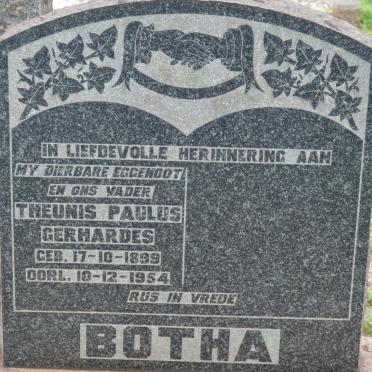 IN LIEFDEVOLLE HERINNERING AAN
MY DIERBARE EGGENOOT
EN ONS VADER
THEUNIS PAULUS
GERHARDES
GEB. 17-10-1899
OORL. 10-12-1954
RUS IN VREDE
BOTHA